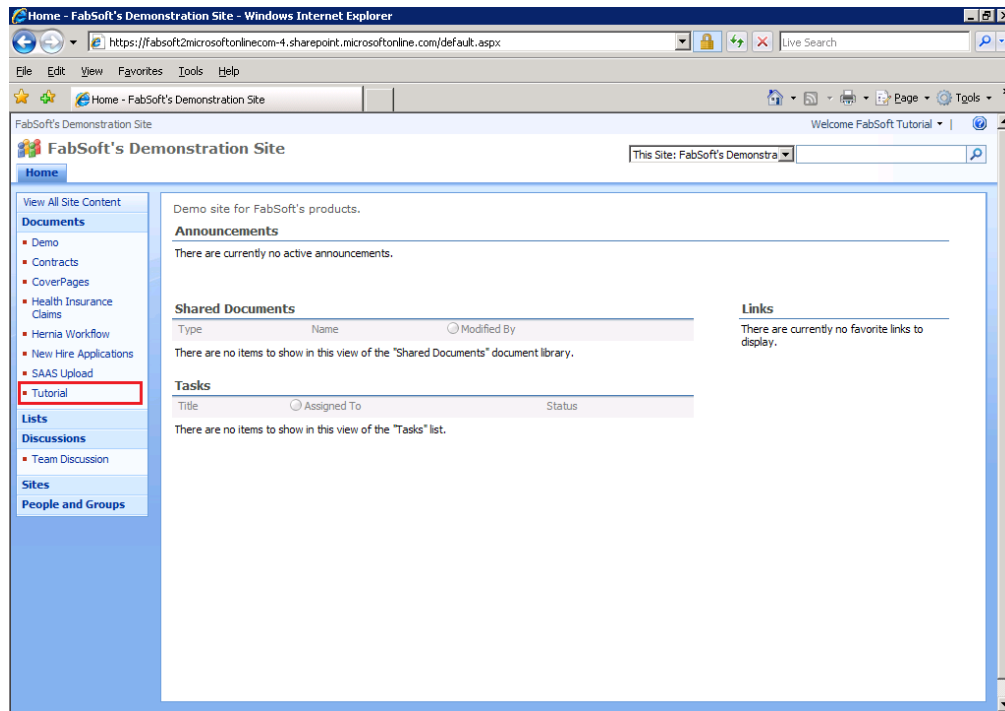 Home - FabSoft's Demonstration Site - Windows Internet Explorer
https://fabsoft2microsoftonlinecom-4.sharepoint.microsoftonline.com/default.aspx
Live Search
File Edit View Favorites Tools Help
Home - FabSoft's Demonstration Site
Page Tools
FabSoft's Demonstration Site
Welcome FabSoft Tutorial
FabSoft's Demonstration Site
This Site: FabSoft's Demonstra
Home
View All Site Content
Documents
Demo
Contracts
CoverPages
Health Insurance
Claims
Hernia Workflow
New Hire Applications
SAAS Upload
Tutorial
Lists
Discussions
Team Discussion
Sites
People and Groups
Demo site for FabSoft's products.
Announcements
There are currently no active announcements.
Shared Documents
Type Name Modified By
There are no items to show in this view of the "Shared Documents" document library.
Tasks
Title Assigned To Status
There are no items to show in this view of the "Tasks" list.
Links
There are currently no favorite links to
display.